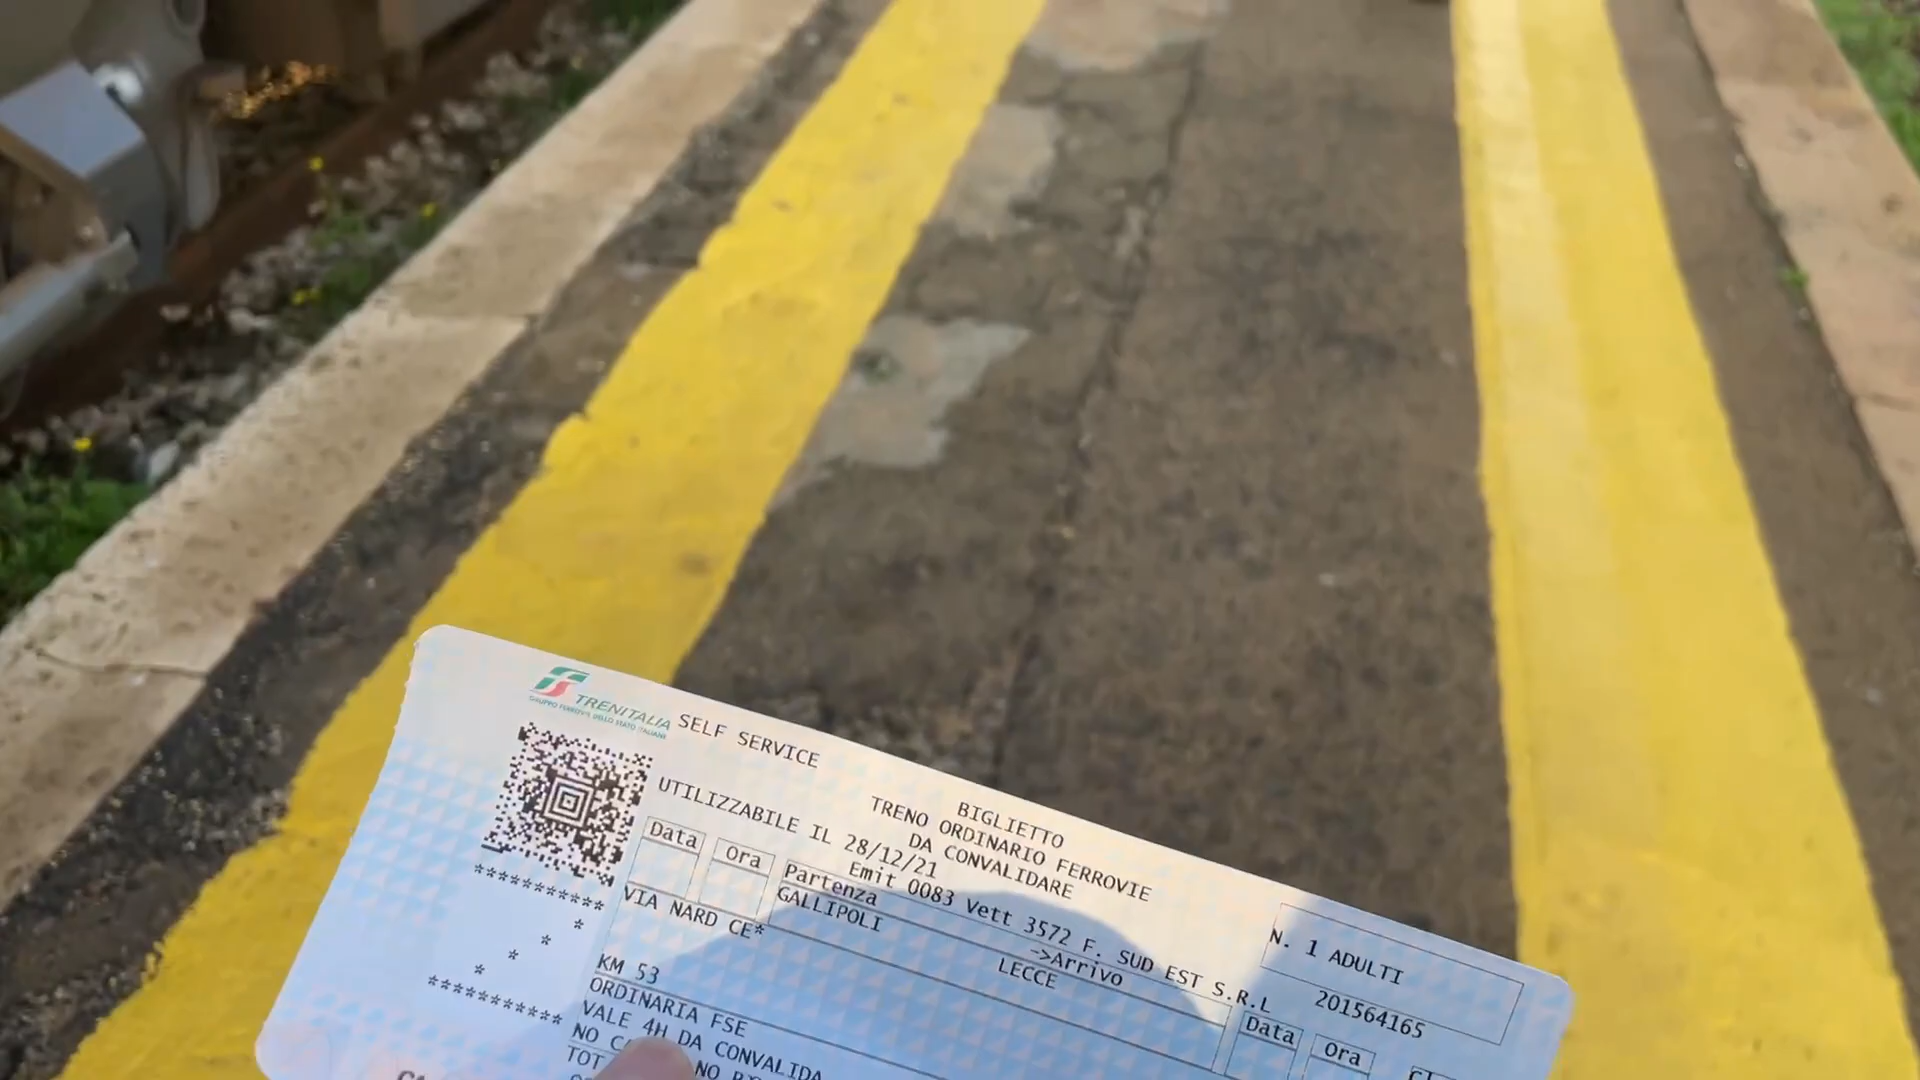 TRENITALIA
GRUPPO FERROVIE DELLO STATO ITALIANE
SELF SERVICE
BIGLIETTO
TRENO ORDINARIO FERROVIE
DA CONVALIDARE
UTILIZZABILE IL 28/12/21
Emit 0083 Vett 3572 F. SUD EST S.R.L
N. 1 ADULTI
201564165
Data Ora Partenza ->Arrivo Data Ora
GALLIPOLI LECCE
VIA NARD CE*
**********
*
*
*
*
**********
KM 53
ORDINARIA FSE
VALE 4H DA CONVALIDA
NO
TOT